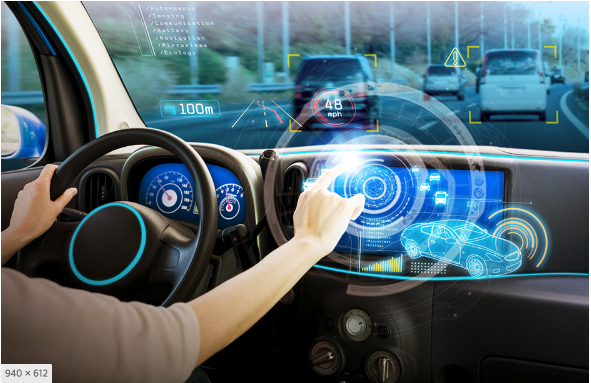 /Autonomous
/Sensing
/Communication
/Battery
/Navigation
/Mirrorless
/Ecology
100m
48
mph
940 × 612